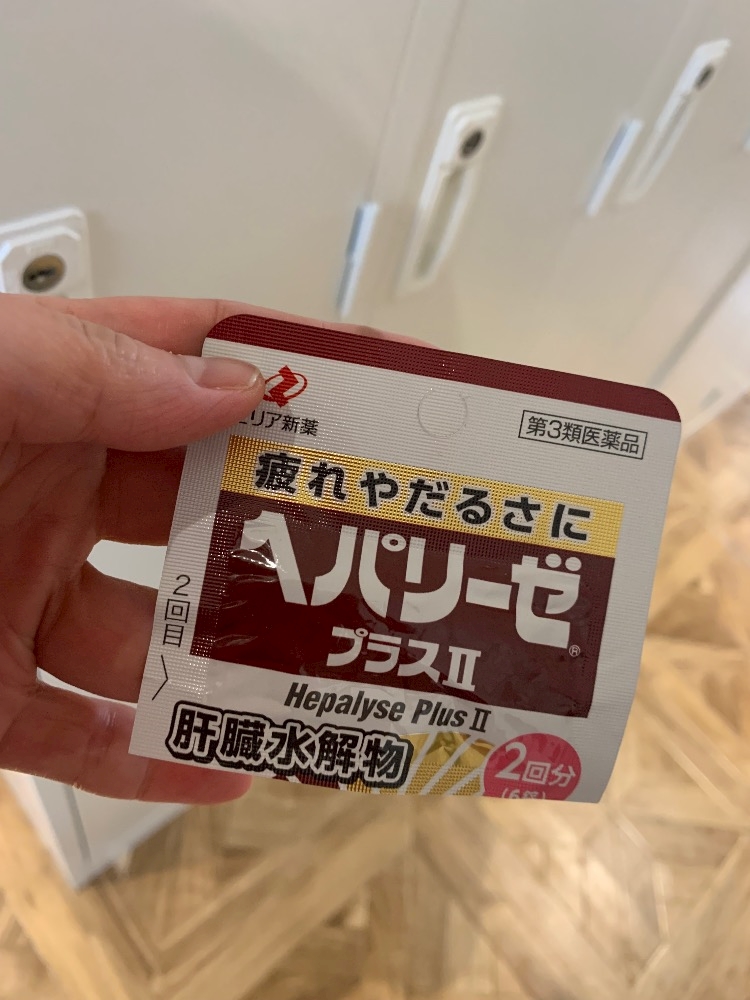 リア新薬
第3類医薬品
疲れやだるさに
ヘパリーゼ®
プラスⅡ
Hepalyse Plus Ⅱ
2回目
肝臓水解物
2回分